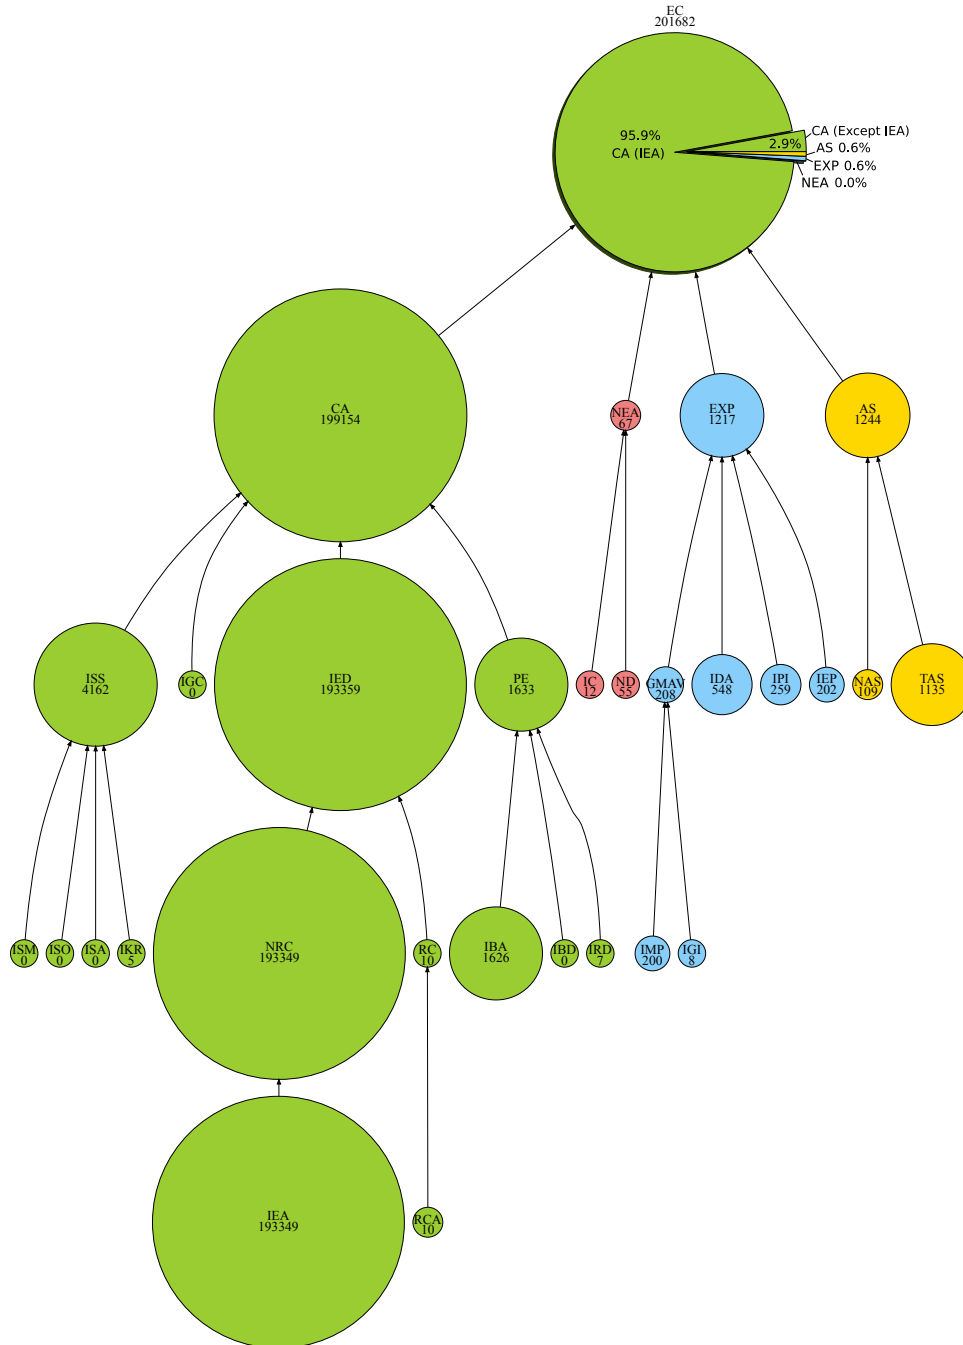 EC
201682
95.9%
CA (IEA)
2.9%
CA (Except IEA)
AS 0.6%
EXP 0.6%
NEA 0.0%
CA
199154
NEA
67
EXP
1217
AS
1244
ISS
4162
IGC
0
IED
193359
PE
1633
IC
12
ND
55
GMAV
208
IDA
548
IPI
259
IEP
202
NAS
109
TAS
1135
ISM
0
ISO
0
ISA
0
IKR
5
NRC
193349
RC
10
IBA
1626
IBD
0
IRD
7
IMP
200
IGI
8
IEA
193349
RCA
10